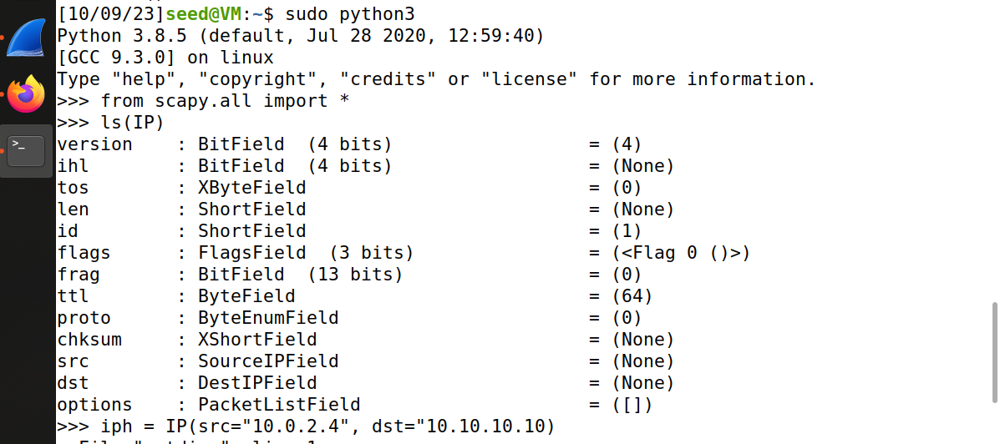 [10/09/23]seed@VM:~$ sudo python3
Python 3.8.5 (default, Jul 28 2020, 12:59:40)
[GCC 9.3.0] on linux
Type "help", "copyright", "credits" or "license" for more information.
>>> from scapy.all import *
>>> ls(IP)
version    : BitField  (4 bits)                  = (4)
ihl        : BitField  (4 bits)                  = (None)
tos        : XByteField                          = (0)
len        : ShortField                          = (None)
id         : ShortField                          = (1)
flags      : FlagsField  (3 bits)                = (<Flag 0 ()>)
frag       : BitField  (13 bits)                 = (0)
ttl        : ByteField                           = (64)
proto      : ByteEnumField                       = (0)
chksum     : XShortField                         = (None)
src        : SourceIPField                       = (None)
dst        : DestIPField                         = (None)
options    : PacketListField                     = ([])
>>> iph = IP(src="10.0.2.4", dst="10.10.10.10)